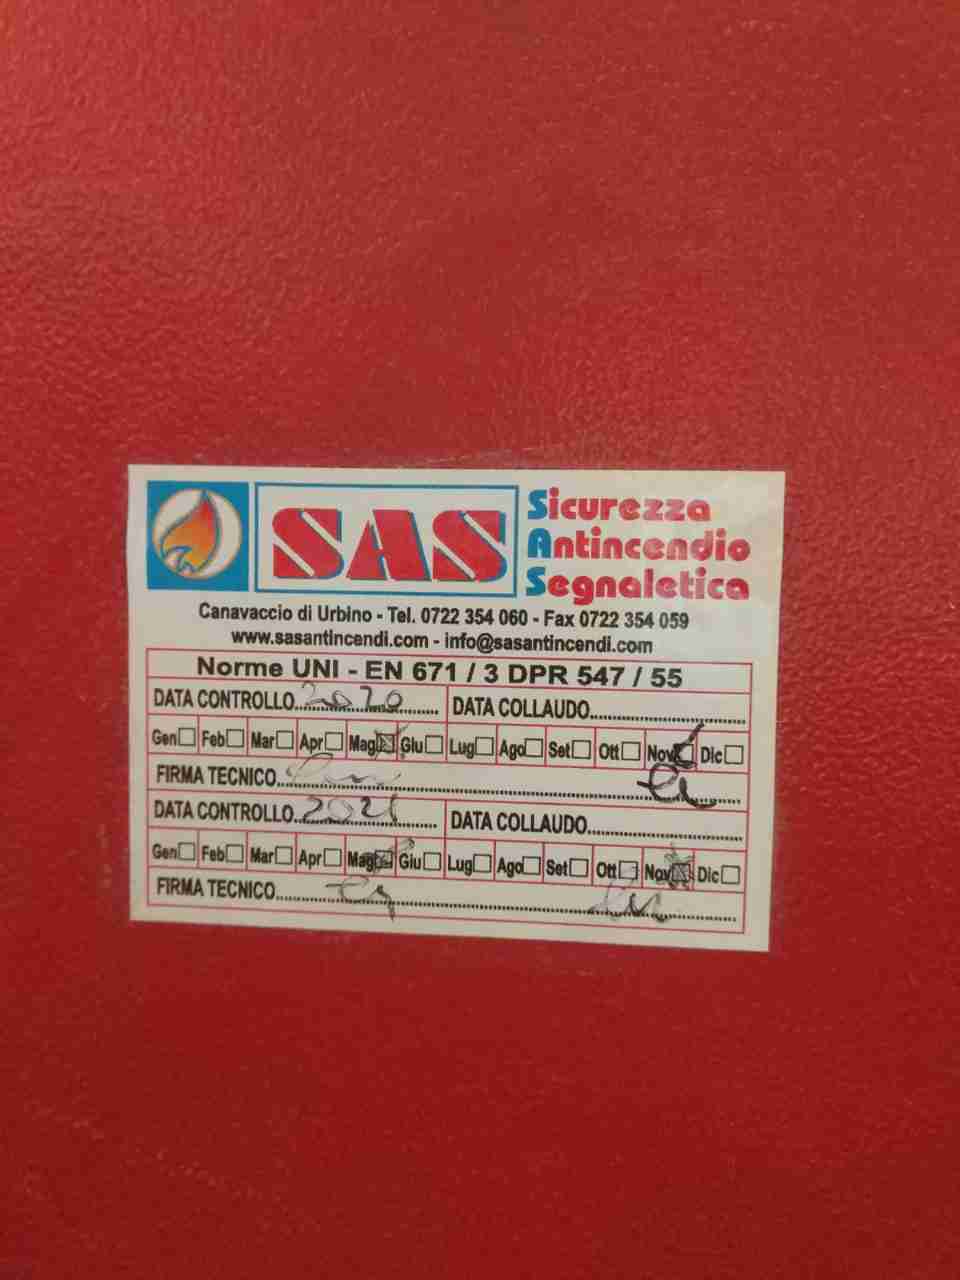 SAS
Sicurezza
Antincendio
Segnaletica
Canavaccio di Urbino - Tel. 0722 354 060 - Fax 0722 354 059
www.sasantincendi.com - info@sasantincendi.com
Norme UNI - EN 671 / 3 DPR 547 / 55
DATA CONTROLLO 2020 DATA COLLAUDO
Gen Feb Mar Apr Mag Giu Lug Ago Set Ott Nov Dic
FIRMA TECNICO
DATA CONTROLLO 2021 DATA COLLAUDO
Gen Feb Mar Apr Mag Giu Lug Ago Set Ott Nov Dic
FIRMA TECNICO